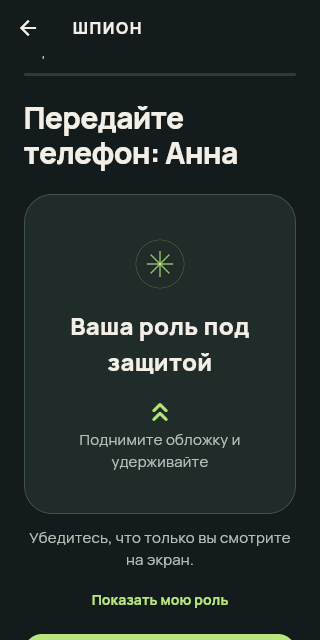 ШПИОН
Передайте
телефон: Анна
Ваша роль под
защитой
Поднимите обложку и
удерживайте
Убедитесь, что только вы смотрите
на экран.
Показать мою роль